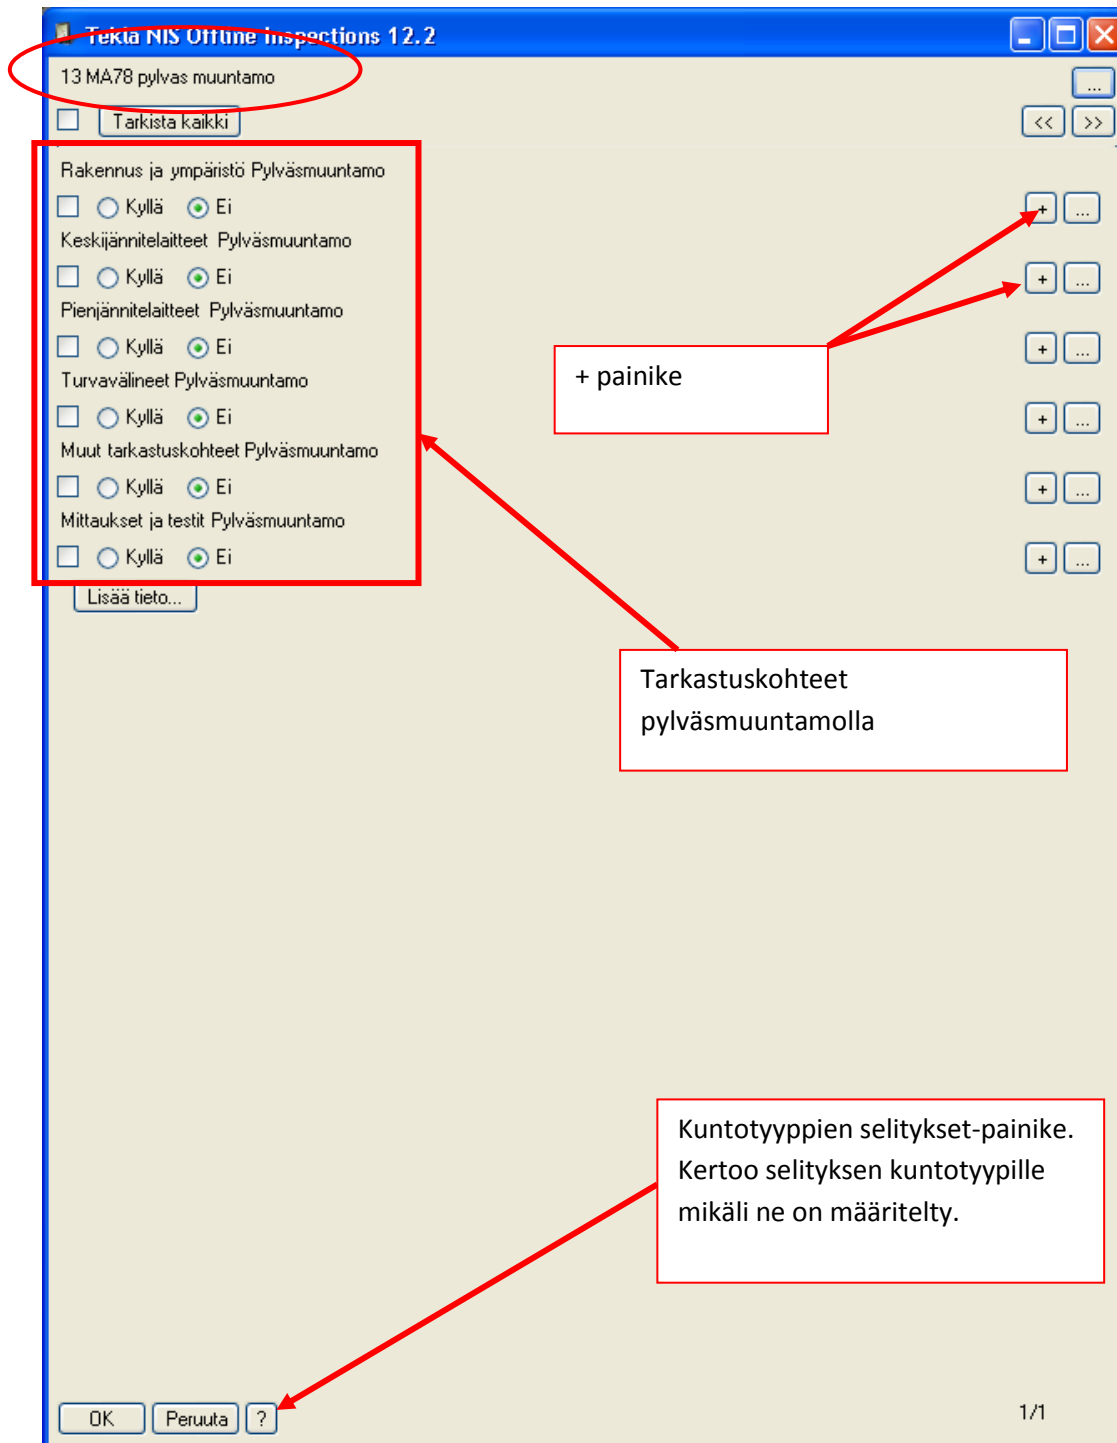 Tekla NIS Offline Inspections 12.2
13 MA78 pylvas muuntamo
...
Tarkista kaikki << >>
Rakennus ja ympäristö Pylväsmuuntamo
Kyllä Ei + ...
Keskijännitelaitteet Pylväsmuuntamo
Kyllä Ei + ...
Pienjännitelaitteet Pylväsmuuntamo
Kyllä Ei + ...
Turvavälineet Pylväsmuuntamo
Kyllä Ei + ...
Muut tarkastuskohteet Pylväsmuuntamo
Kyllä Ei + ...
Mittaukset ja testit Pylväsmuuntamo
Kyllä Ei + ...
Lisää tieto...
+ painike
Tarkastuskohteet
pylväsmuuntamolla
Kuntotyyppien selitykset-painike.
Kertoo selityksen kuntotyypille
mikäli ne on määritelty.
OK Peruuta ? 1/1